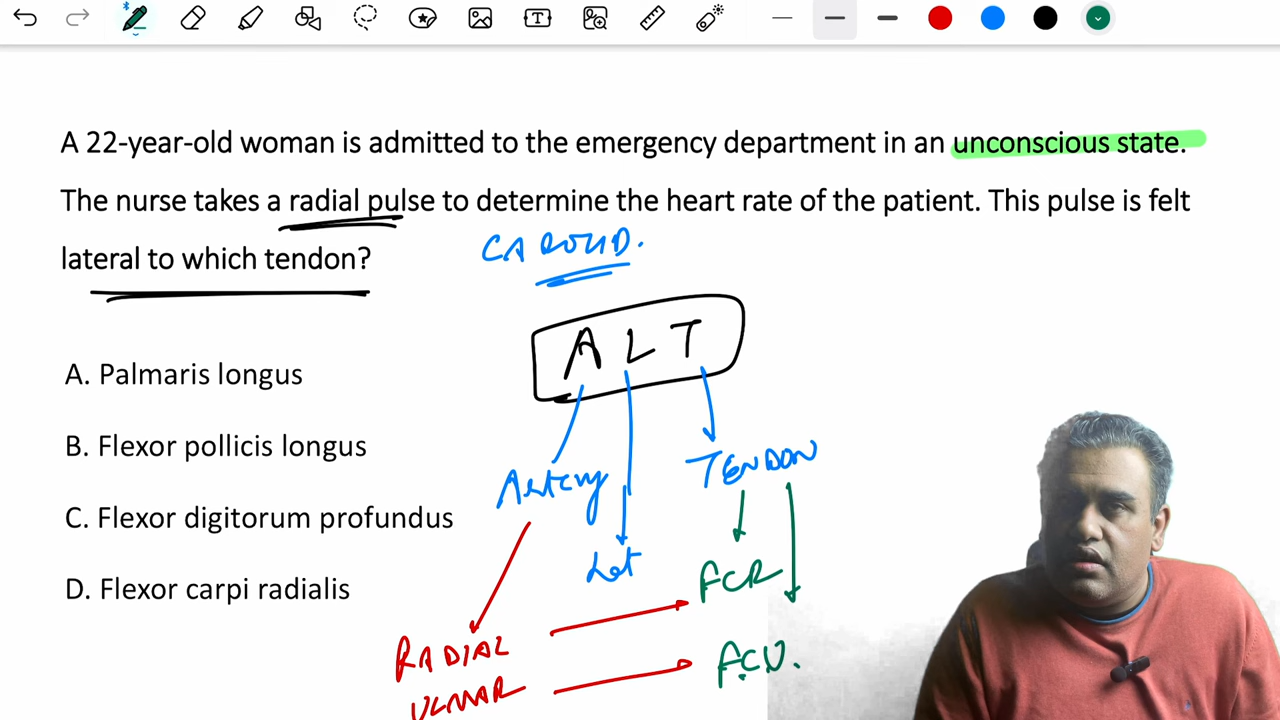 A 22-year-old woman is admitted to the emergency department in an unconscious state.
The nurse takes a radial pulse to determine the heart rate of the patient. This pulse is felt
lateral to which tendon?
CAROTID.
ALT
A. Palmaris longus
B. Flexor pollicis longus
C. Flexor digitorum profundus
D. Flexor carpi radialis
Artery
TENDON
Lat
FCR
RADIAL
FCU.
ULNAR